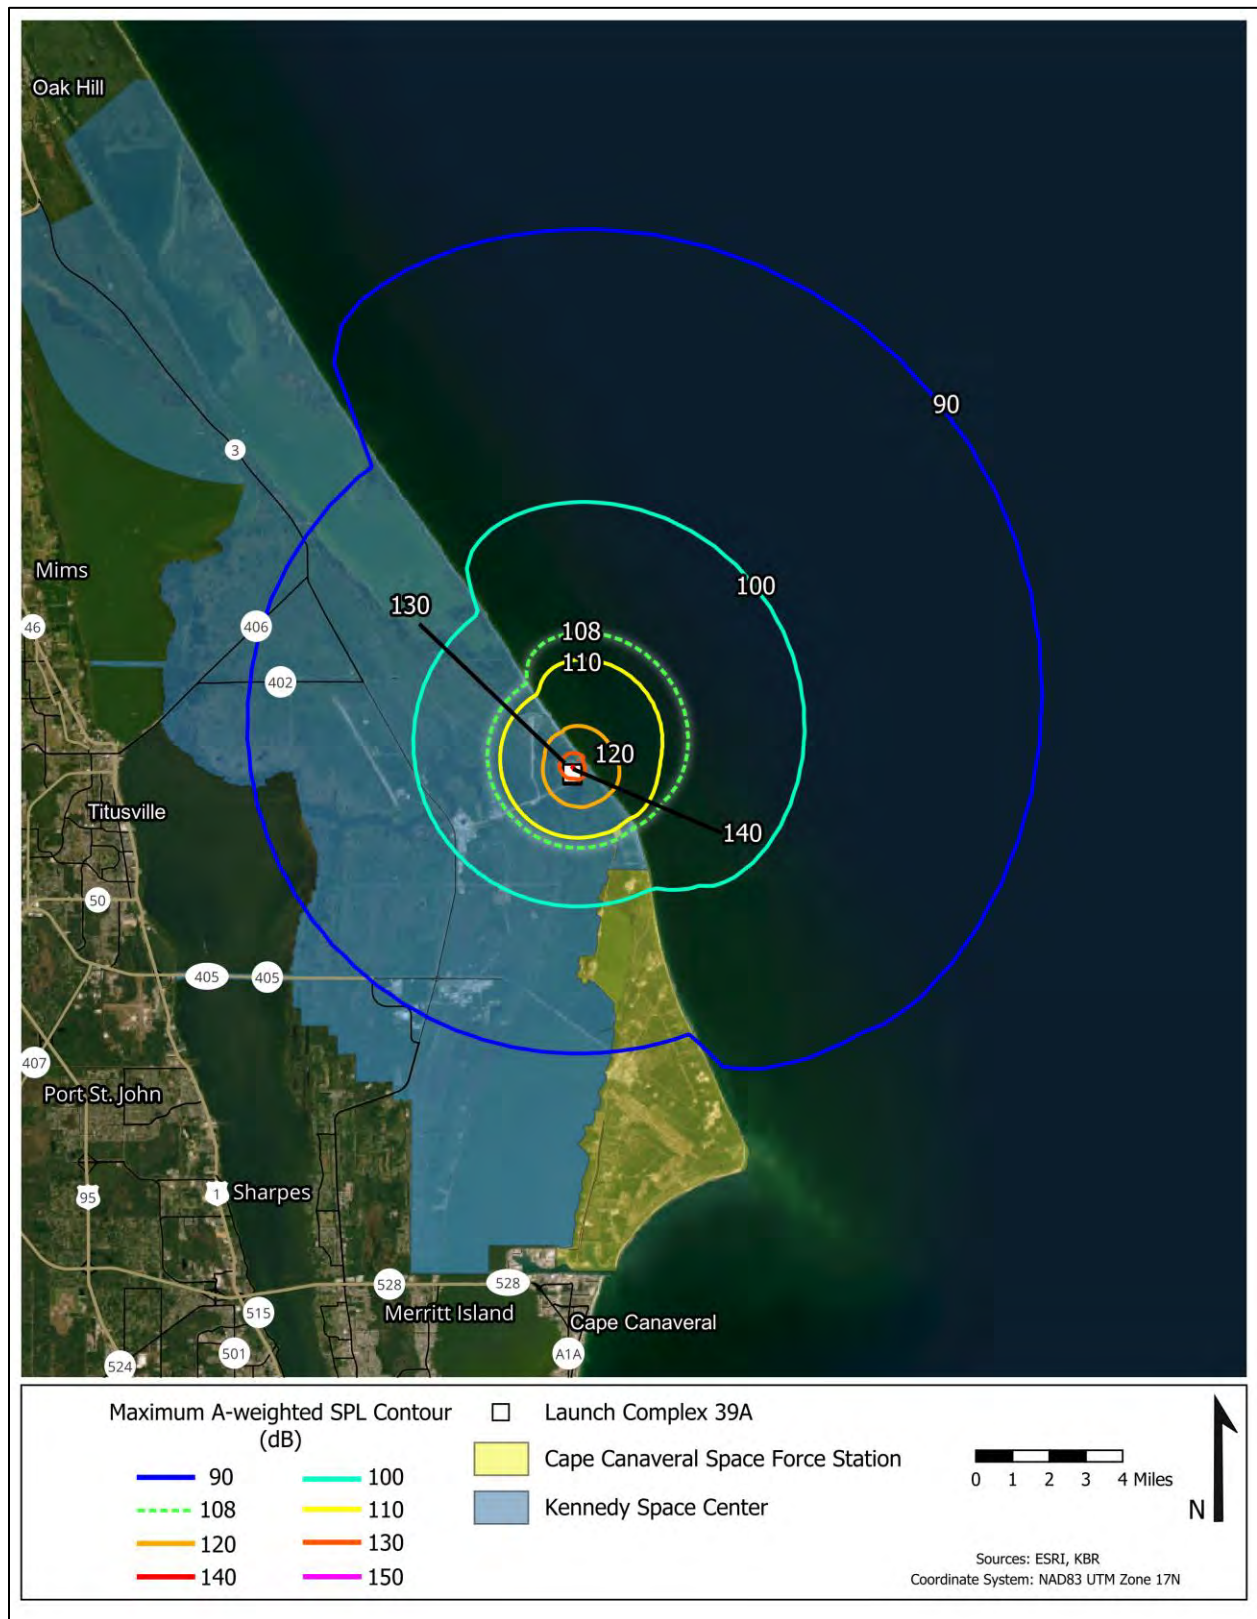 Oak Hill
90
3
100
Mims
130
46
406
108
110
402
120
Titusville
140
50
405
405
407
Port St. John
95
1
Sharpes
528
528
515
Merritt Island
Cape Canaveral
501
A1A
524
Maximum A-weighted SPL Contour
(dB)
90
100
108
110
120
130
140
150
Launch Complex 39A
Cape Canaveral Space Force Station
Kennedy Space Center
0 1 2 3 4 Miles
N
Sources: ESRI, KBR
Coordinate System: NAD83 UTM Zone 17N